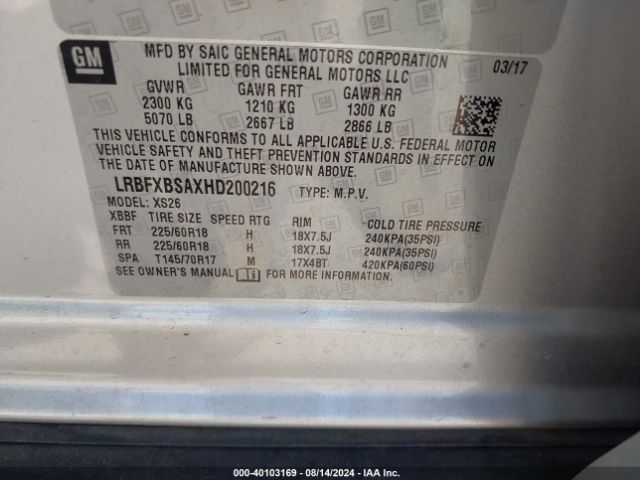 GM
MFD BY SAIC GENERAL MOTORS CORPORATION
LIMITED FOR GENERAL MOTORS LLC
03/17
GVWR GAWR FRT GAWR RR
2300 KG 1210 KG 1300 KG
5070 LB 2667 LB 2866 LB
THIS VEHICLE CONFORMS TO ALL APPLICABLE U.S. FEDERAL MOTOR
VEHICLE SAFETY AND THEFT PREVENTION STANDARDS IN EFFECT ON
THE DATE OF MANUFACTURE SHOWN ABOVE.
LRBFXBSAXHD200216 TYPE: M.P.V.
MODEL: XS26
XBBF TIRE SIZE SPEED RTG RIM COLD TIRE PRESSURE
FRT 225/60R18 H 18X7.5J 240KPA(35PSI)
RR 225/60R18 H 18X7.5J 240KPA(35PSI)
SPA T145/70R17 M 17X4BT 420KPA(60PSI)
SEE OWNER'S MANUAL FOR MORE INFORMATION.
000-40103169 - 08/14/2024 - IAA Inc.